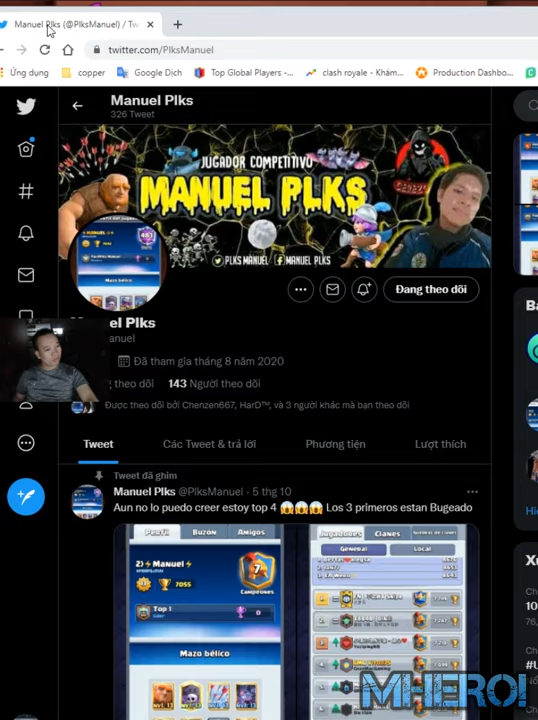 Manuel Plks (@PlksManuel) / Tw
twitter.com/PlksManuel
Ứng dụng
copper
Google Dịch
Top Global Players -...
clash royale - Khám...
Production Dashbo...
Manuel Plks
326 Tweet
JUGADOR COMPETITIVO
MANUEL PLKS
PLKS MANUEL
MANUEL PLKS
Đang theo dõi
el Plks
anuel
Đã tham gia tháng 8 năm 2020
theo dõi
143 Người theo dõi
Được theo dõi bởi Chenzen667, HarD™, và 3 người khác mà bạn theo dõi
Tweet
Các Tweet & trả lời
Phương tiện
Lượt thích
Tweet đã ghim
Manuel Plks @PlksManuel · 5 thg 10
Aun no lo puedo creer estoy top 4 😱😱😱 Los 3 primeros estan Bugeado
Perfil
Buzón
Amigos
Jugadores
Clanes
General
Local
2) ⚡Manuel⚡
7055
Campeones
Top 1
0
Mazo bélico
MHEROI